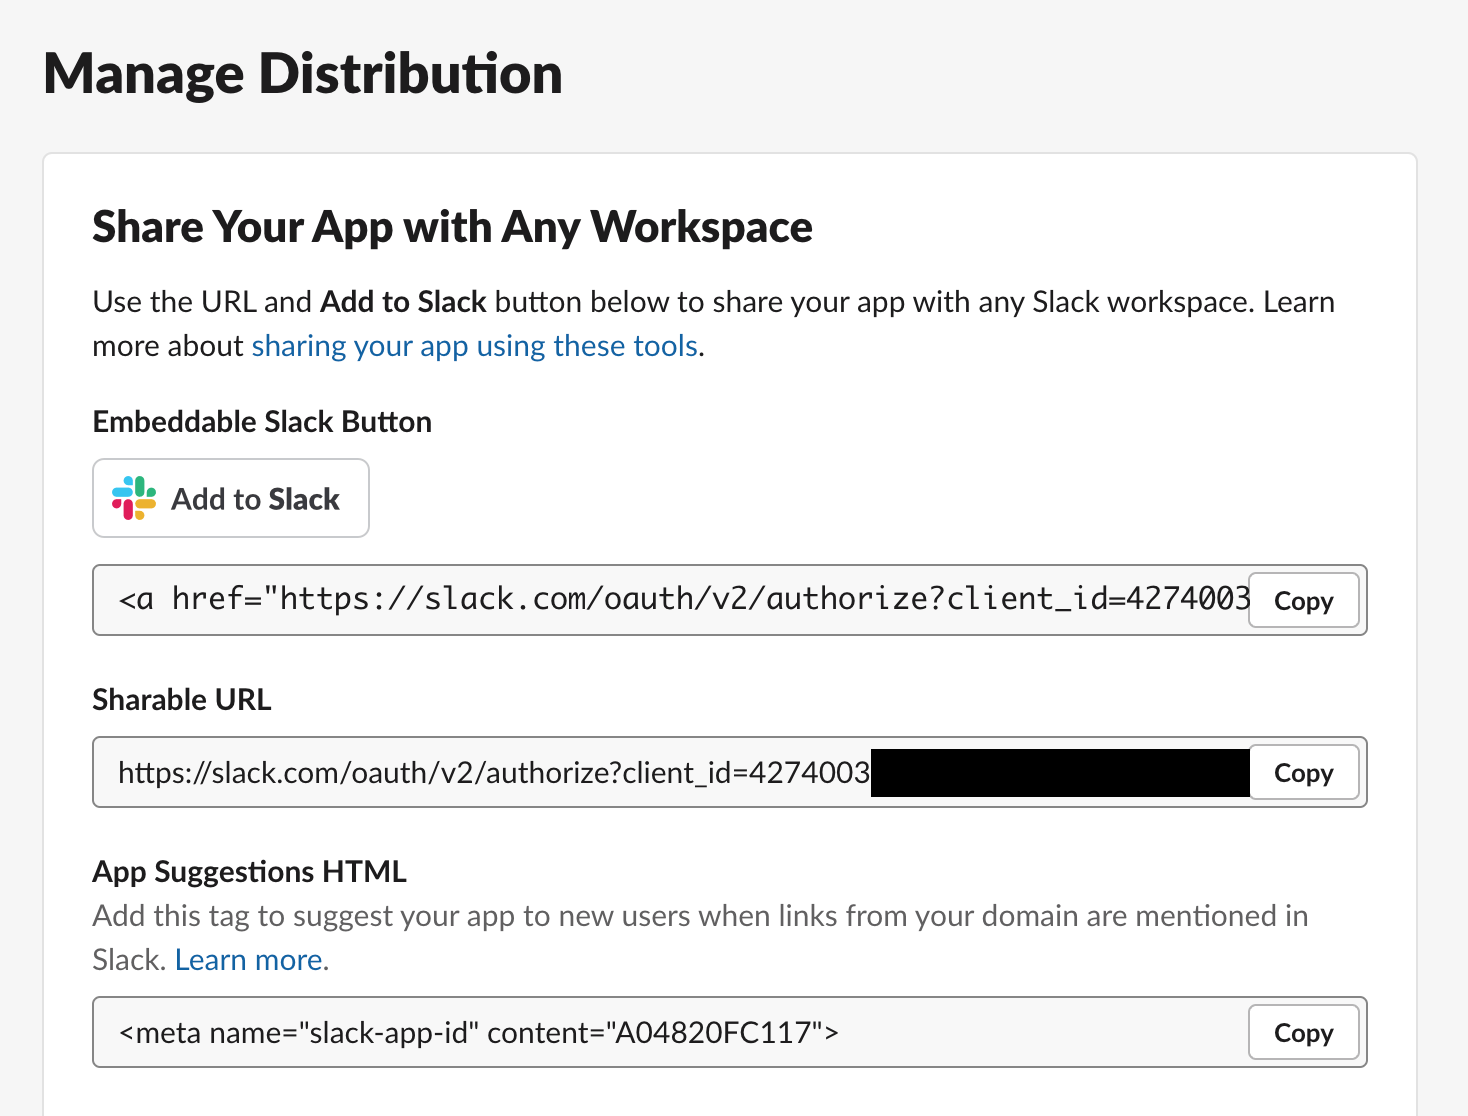 Manage Distribution
Share Your App with Any Workspace
Use the URL and Add to Slack button below to share your app with any Slack workspace. Learn
more about sharing your app using these tools.
Embeddable Slack Button
Add to Slack
<a href="https://slack.com/oauth/v2/authorize?client_id=4274003
Copy
Sharable URL
https://slack.com/oauth/v2/authorize?client_id=4274003
Copy
App Suggestions HTML
Add this tag to suggest your app to new users when links from your domain are mentioned in
Slack. Learn more.
<meta name="slack-app-id" content="A04820FC117">
Copy